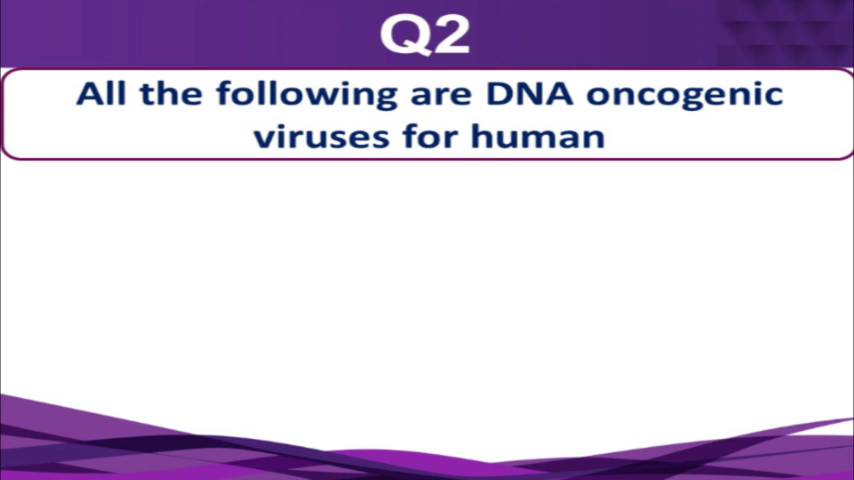 Q2
All the following are DNA oncogenic
viruses for human